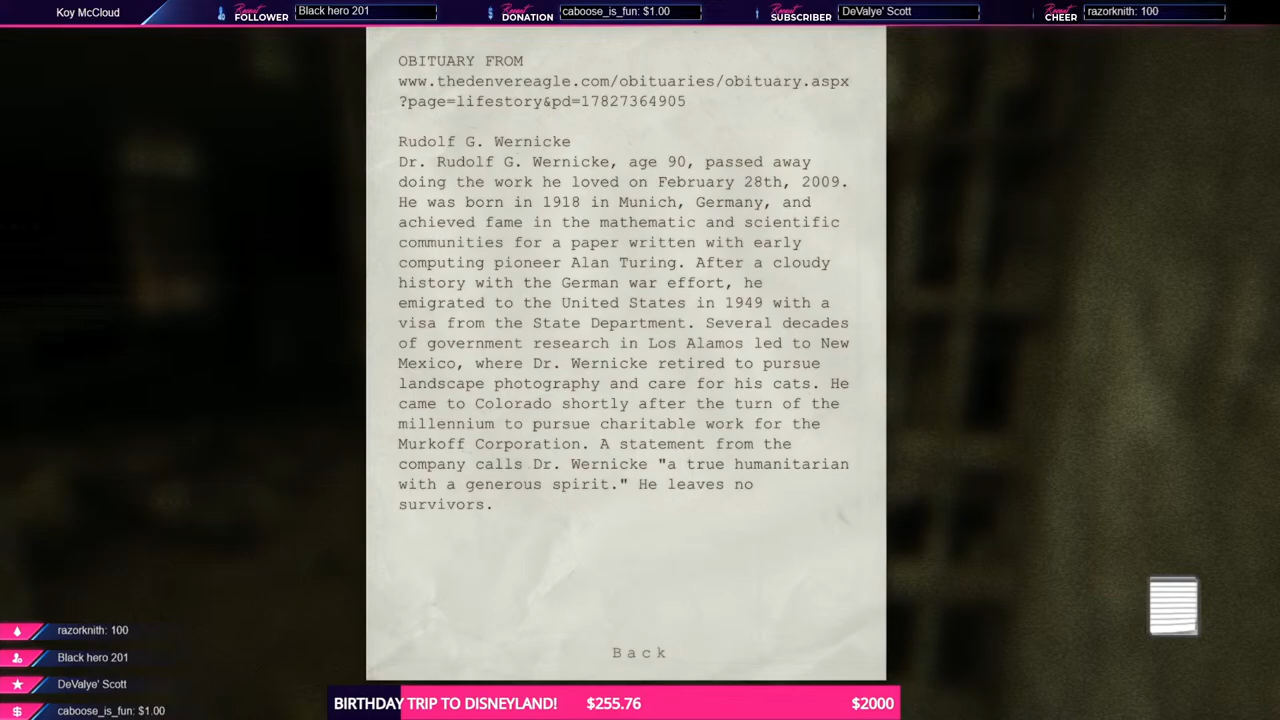 Koy McCloud
Recent
FOLLOWER
Black hero 201
Recent
DONATION
caboose_is_fun: $1.00
Recent
SUBSCRIBER
DeValye' Scott
Recent
CHEER
razorknith: 100
OBITUARY FROM
www.thedenvereagle.com/obituaries/obituary.aspx
?page=lifestory&pd=17827364905
Rudolf G. Wernicke
Dr. Rudolf G. Wernicke, age 90, passed away
doing the work he loved on February 28th, 2009.
He was born in 1918 in Munich, Germany, and
achieved fame in the mathematic and scientific
communities for a paper written with early
computing pioneer Alan Turing. After a cloudy
history with the German war effort, he
emigrated to the United States in 1949 with a
visa from the State Department. Several decades
of government research in Los Alamos led to New
Mexico, where Dr. Wernicke retired to pursue
landscape photography and care for his cats. He
came to Colorado shortly after the turn of the
millennium to pursue charitable work for the
Murkoff Corporation. A statement from the
company calls Dr. Wernicke "a true humanitarian
with a generous spirit." He leaves no
survivors.
Back
razorknith: 100
Black hero 201
DeValye' Scott
caboose_is_fun: $1.00
BIRTHDAY TRIP TO DISNEYLAND! $255.76 $2000